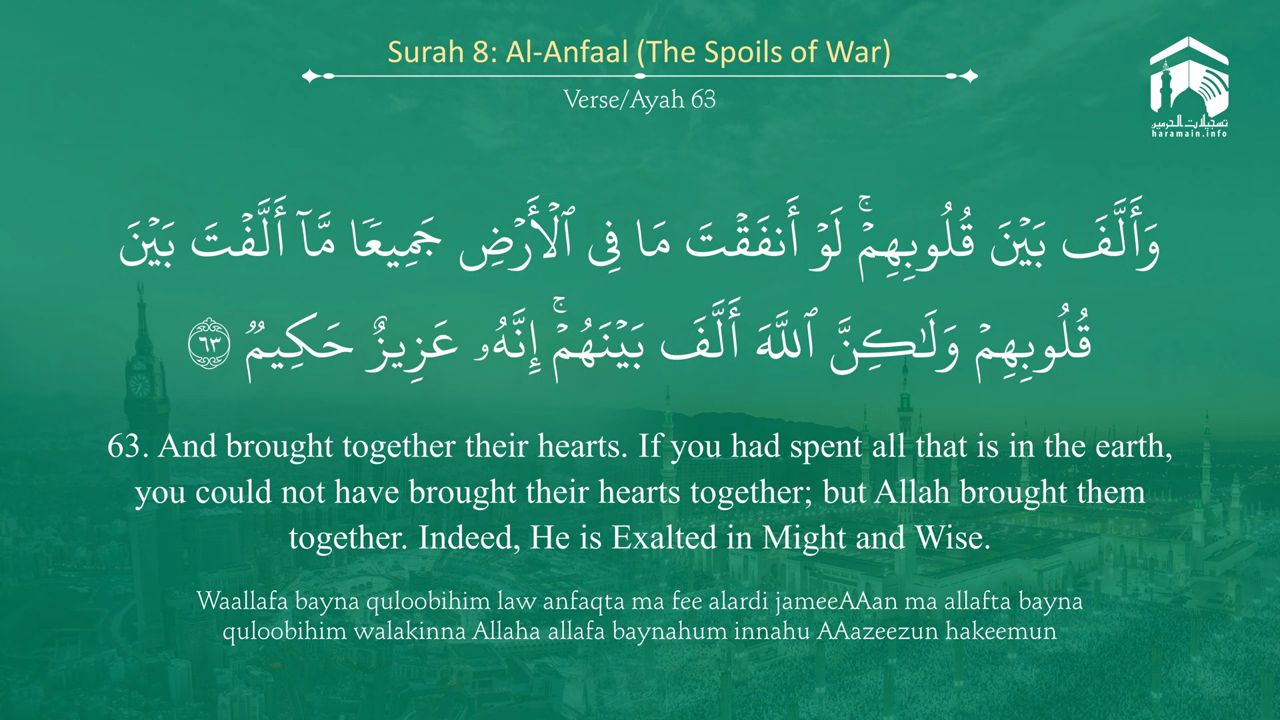 Surah 8: Al-Anfaal (The Spoils of War)
Verse/Ayah 63
تسجيلات الحرمين
haramain.info
وَأَلَّفَ بَيۡنَ قُلُوبِهِمۡۚ لَوۡ أَنفَقۡتَ مَا فِي ٱلۡأَرۡضِ جَمِيعٗا مَّآ أَلَّفۡتَ بَيۡنَ
قُلُوبِهِمۡ وَلَٰكِنَّ ٱللَّهَ أَلَّفَ بَيۡنَهُمۡۚ إِنَّهُۥ عَزِيزٌ حَكِيمٞ ٦٣
63. And brought together their hearts. If you had spent all that is in the earth,
you could not have brought their hearts together; but Allah brought them
together. Indeed, He is Exalted in Might and Wise.
Waallafa bayna quloobihim law anfaqta ma fee alardi jameeAAan ma allafta bayna
quloobihim walakinna Allaha allafa baynahum innahu AAazeezun hakeemun